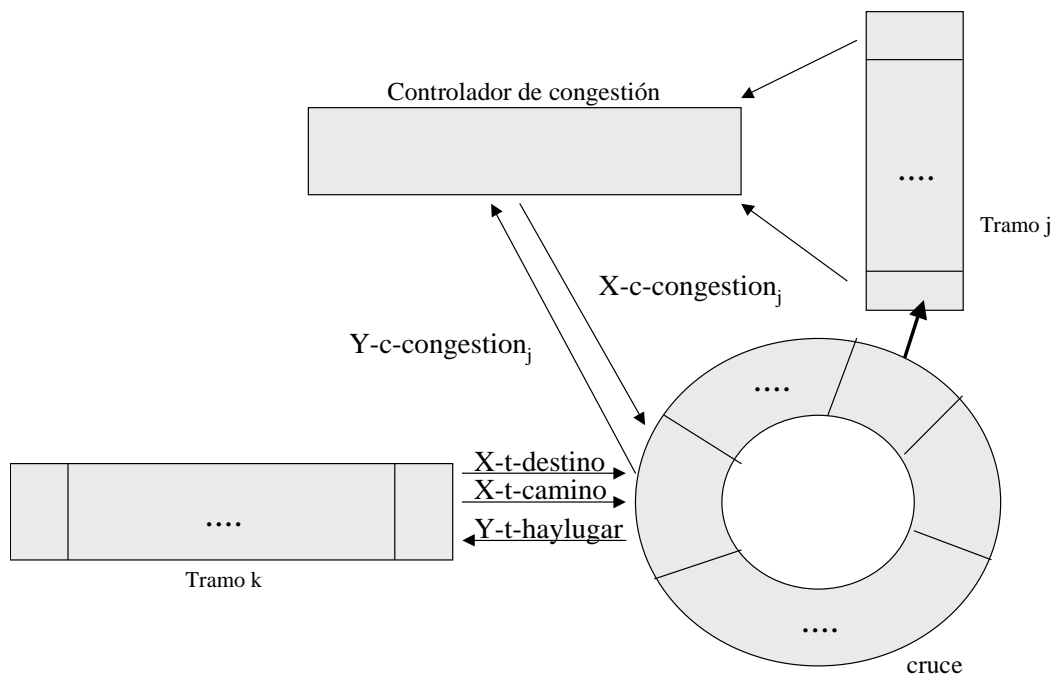 Controlador de congestión
....
Tramo j
X-c-congestionj
Y-c-congestionj
....
X-t-destino
X-t-camino
Y-t-haylugar
....
Tramo k
....
cruce